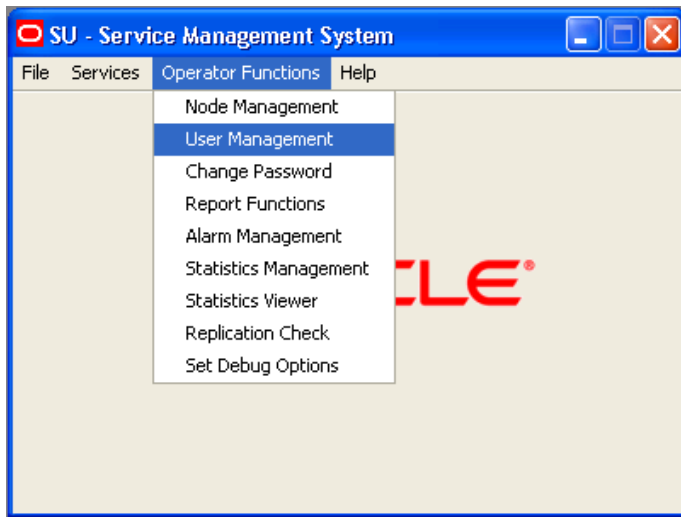 SU - Service Management System
File Services Operator Functions Help
Node Management
User Management
Change Password
Report Functions
Alarm Management
Statistics Management
CLE®
Statistics Viewer
Replication Check
Set Debug Options